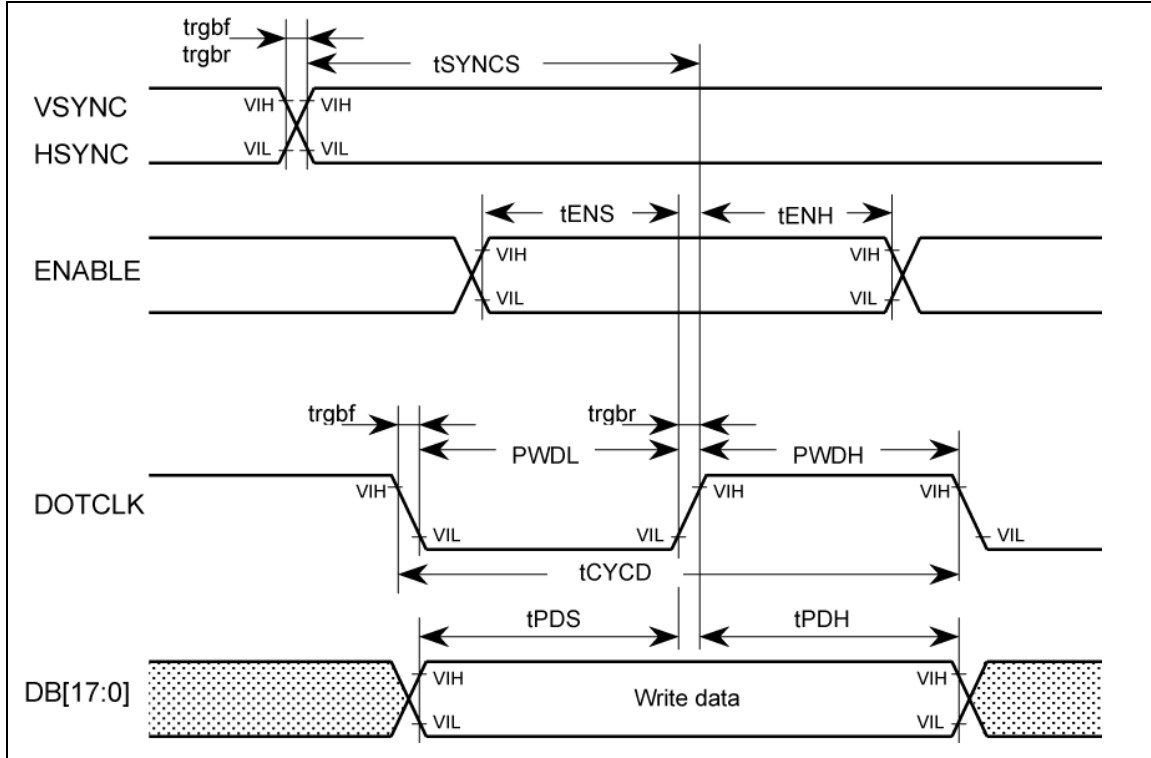 trgbf
trgbr
tSYNCS
VSYNC
VIH VIH
HSYNC
VIL VIL
tENS tENH
ENABLE
VIH VIH
VIL VIL
trgbf trgbr
PWDL PWDH
DOTCLK
VIH VIH VIH
VIL VIL VIL
tCYCD
tPDS tPDH
DB[17:0]
VIH Write data VIH
VIL VIL